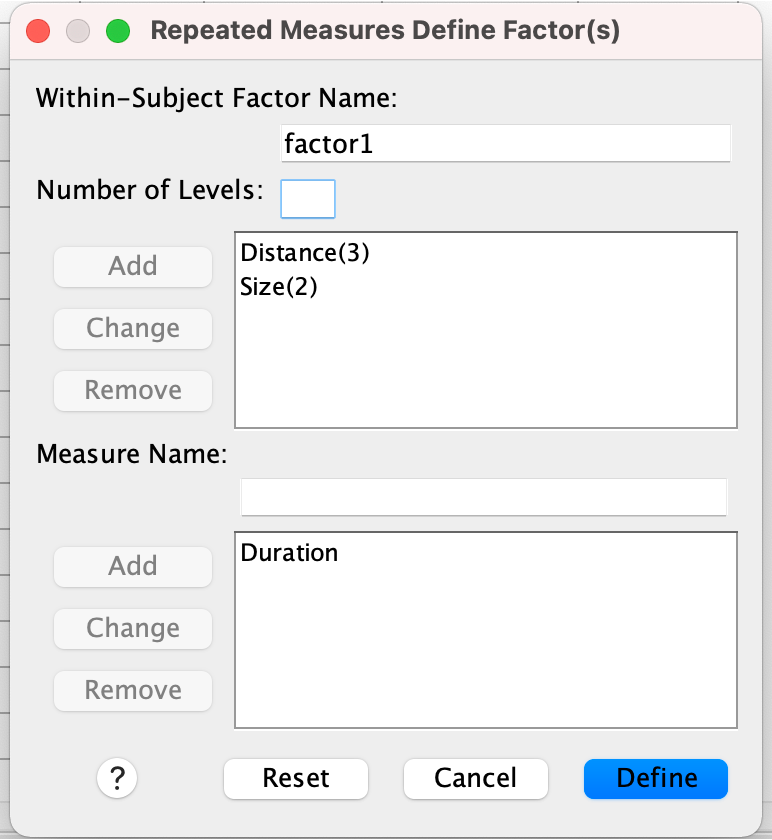 Repeated Measures Define Factor(s)
Within-Subject Factor Name:
factor1
Number of Levels:
Add
Change
Remove
Distance(3)
Size(2)
Measure Name:
Add
Change
Remove
Duration
?
Reset
Cancel
Define